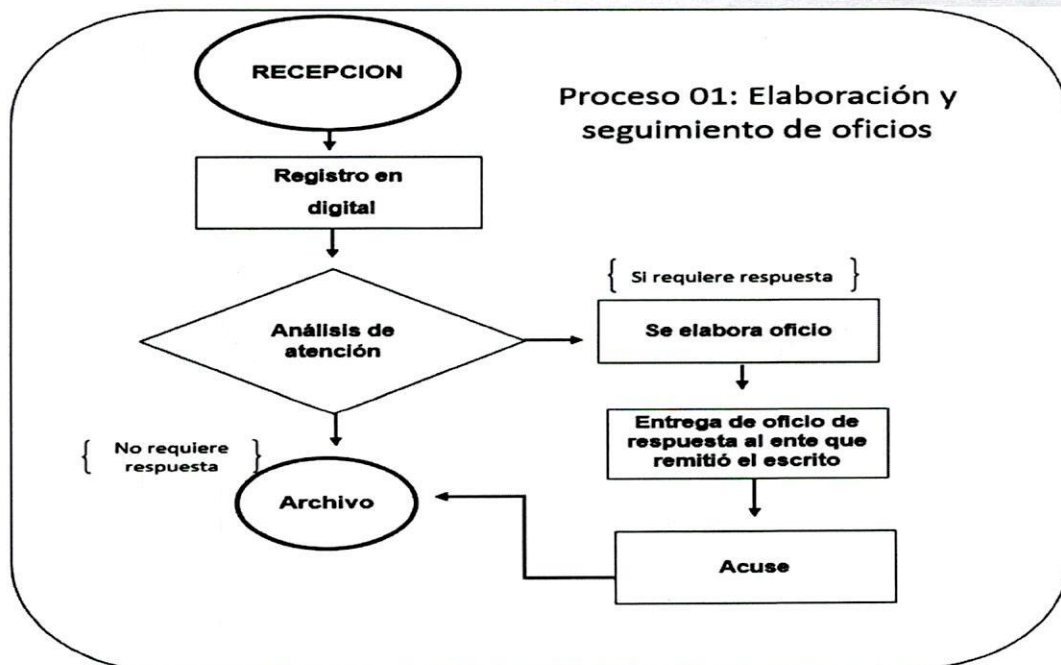 RECEPCION
Proceso 01: Elaboración y
seguimiento de oficios
Registro en
digital
Análisis de
atención
{ Si requiere respuesta }
Se elabora oficio
Entrega de oficio de
respuesta al ente que
remitió el escrito
{ No requiere
respuesta }
Archivo
Acuse